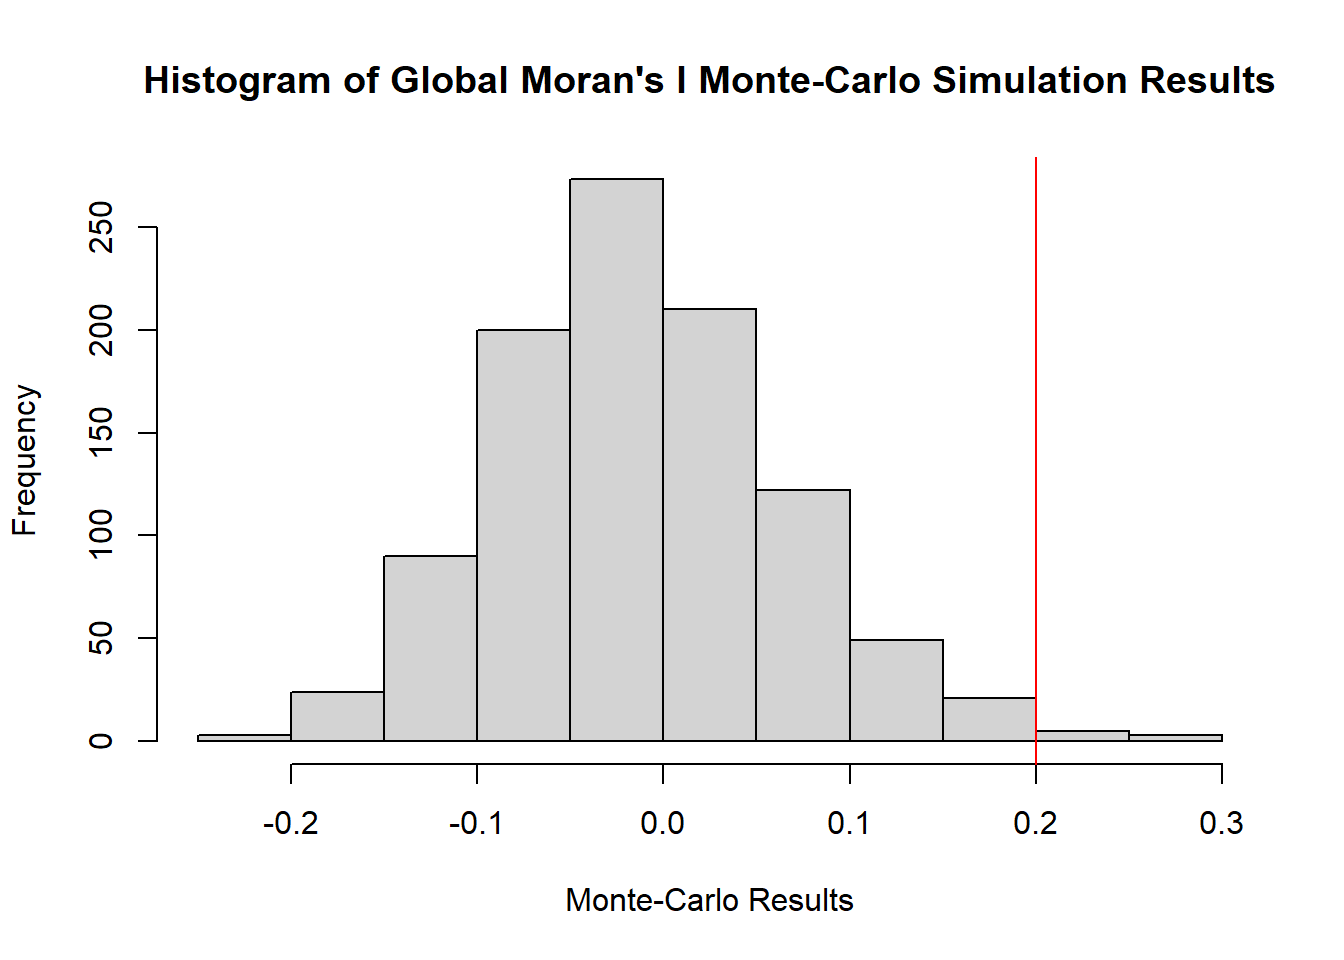 Histogram of Global Moran's I Monte-Carlo Simulation Results
Frequency
250
200
150
100
50
0
-0.2 -0.1 0.0 0.1 0.2 0.3
Monte-Carlo Results